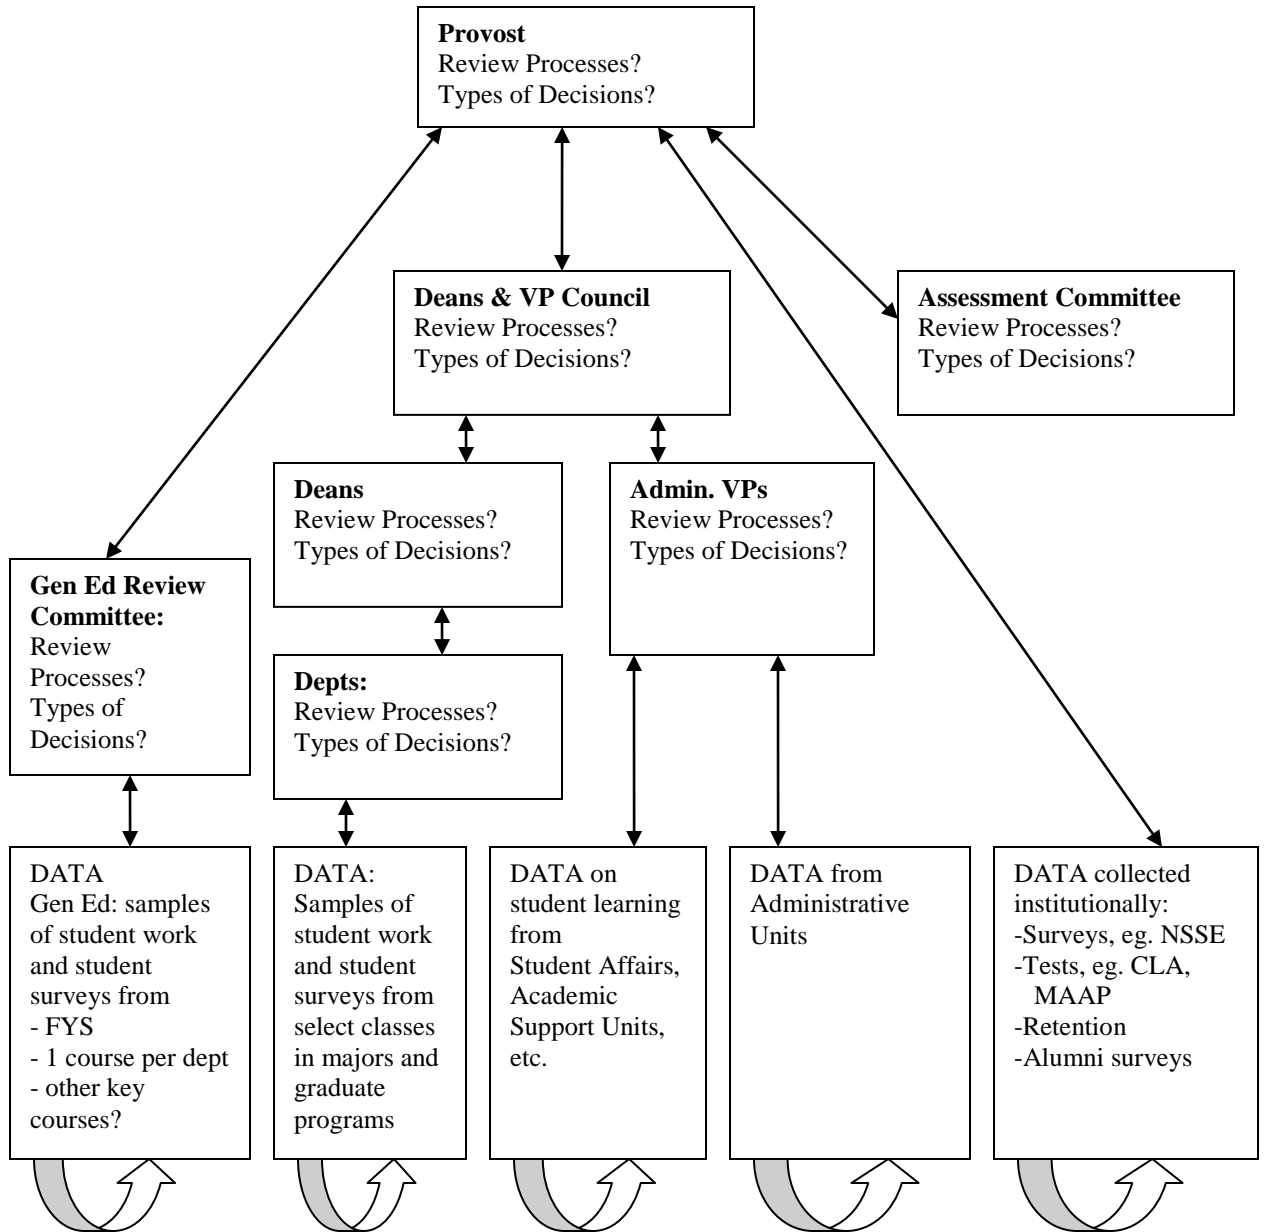 Provost
Review Processes?
Types of Decisions?
Deans & VP Council
Review Processes?
Types of Decisions?
Assessment Committee
Review Processes?
Types of Decisions?
Deans
Review Processes?
Types of Decisions?
Admin. VPs
Review Processes?
Types of Decisions?
Gen Ed Review
Committee:
Review
Processes?
Types of
Decisions?
Depts:
Review Processes?
Types of Decisions?
DATA
Gen Ed: samples
of student work
and student
surveys from
- FYS
- 1 course per dept
- other key
courses?
DATA:
Samples of
student work
and student
surveys from
select classes
in majors and
graduate
programs
DATA on
student learning
from
Student Affairs,
Academic
Support Units,
etc.
DATA from
Administrative
Units
DATA collected
institutionally:
-Surveys, eg. NSSE
-Tests, eg. CLA,
MAAP
-Retention
-Alumni surveys